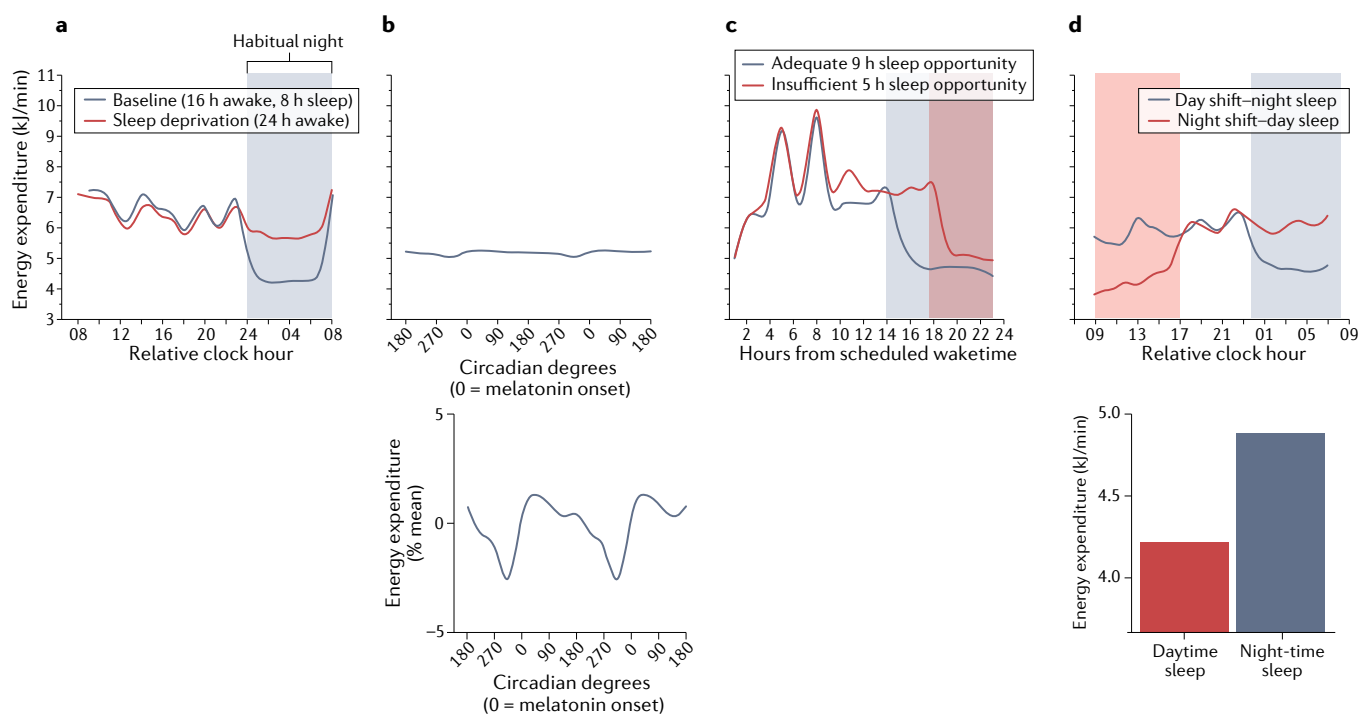 a
b
c
d
Habitual night
Baseline (16 h awake, 8 h sleep)
Sleep deprivation (24 h awake)
Energy expenditure (kJ/min)
11
10
9
8
7
6
5
4
3
08 12 16 20 24 04 08
Relative clock hour
180 270 0 90 180 270 0 90 180
Circadian degrees
(0 = melatonin onset)
Energy expenditure
(% mean)
5
0
−5
180 270 0 90 180 270 0 90 180
Circadian degrees
(0 = melatonin onset)
Adequate 9 h sleep opportunity
Insufficient 5 h sleep opportunity
2 4 6 8 10 12 14 16 18 20 22 24
Hours from scheduled waketime
Day shift–night sleep
Night shift–day sleep
09 13 17 21 01 05 09
Relative clock hour
Energy expenditure (kJ/min)
5.0
4.5
4.0
Daytime
sleep
Night-time
sleep